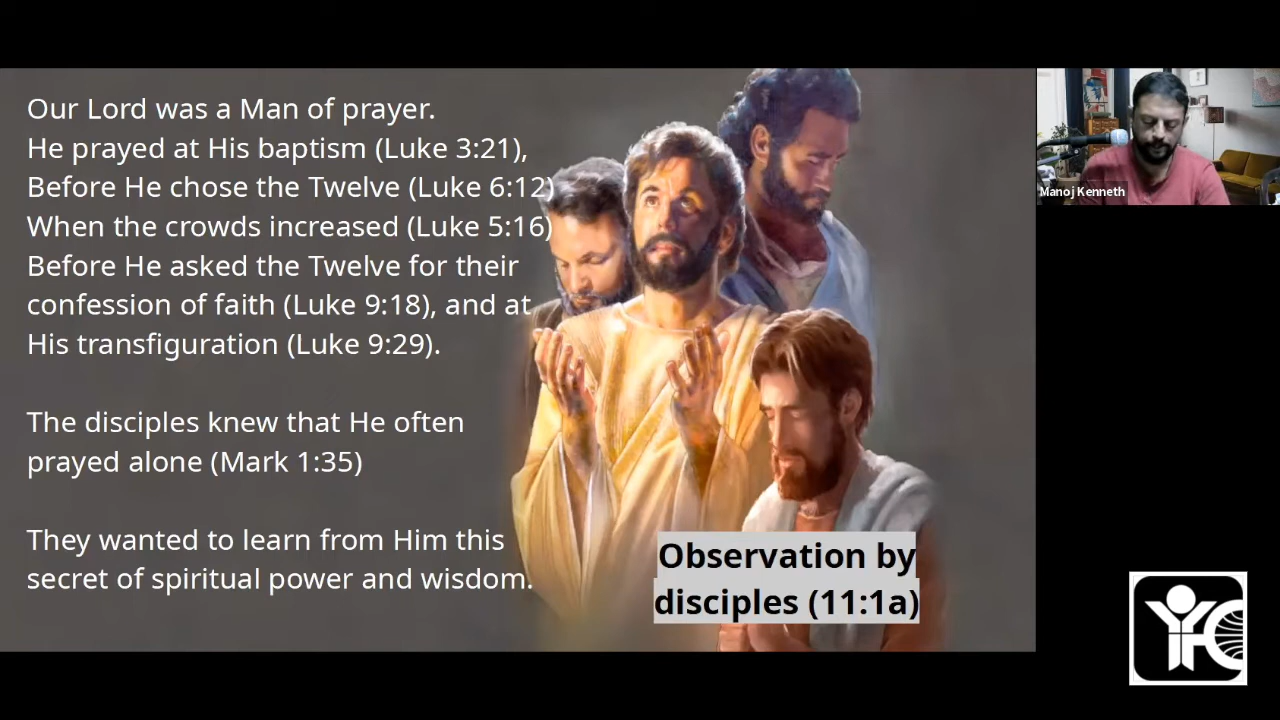 Our Lord was a Man of prayer.
He prayed at His baptism (Luke 3:21),
Before He chose the Twelve (Luke 6:12)
When the crowds increased (Luke 5:16)
Before He asked the Twelve for their
confession of faith (Luke 9:18), and at
His transfiguration (Luke 9:29).
The disciples knew that He often
prayed alone (Mark 1:35)
They wanted to learn from Him this
secret of spiritual power and wisdom.
Observation by
disciples (11:1a)
Manoj Kenneth
YFC